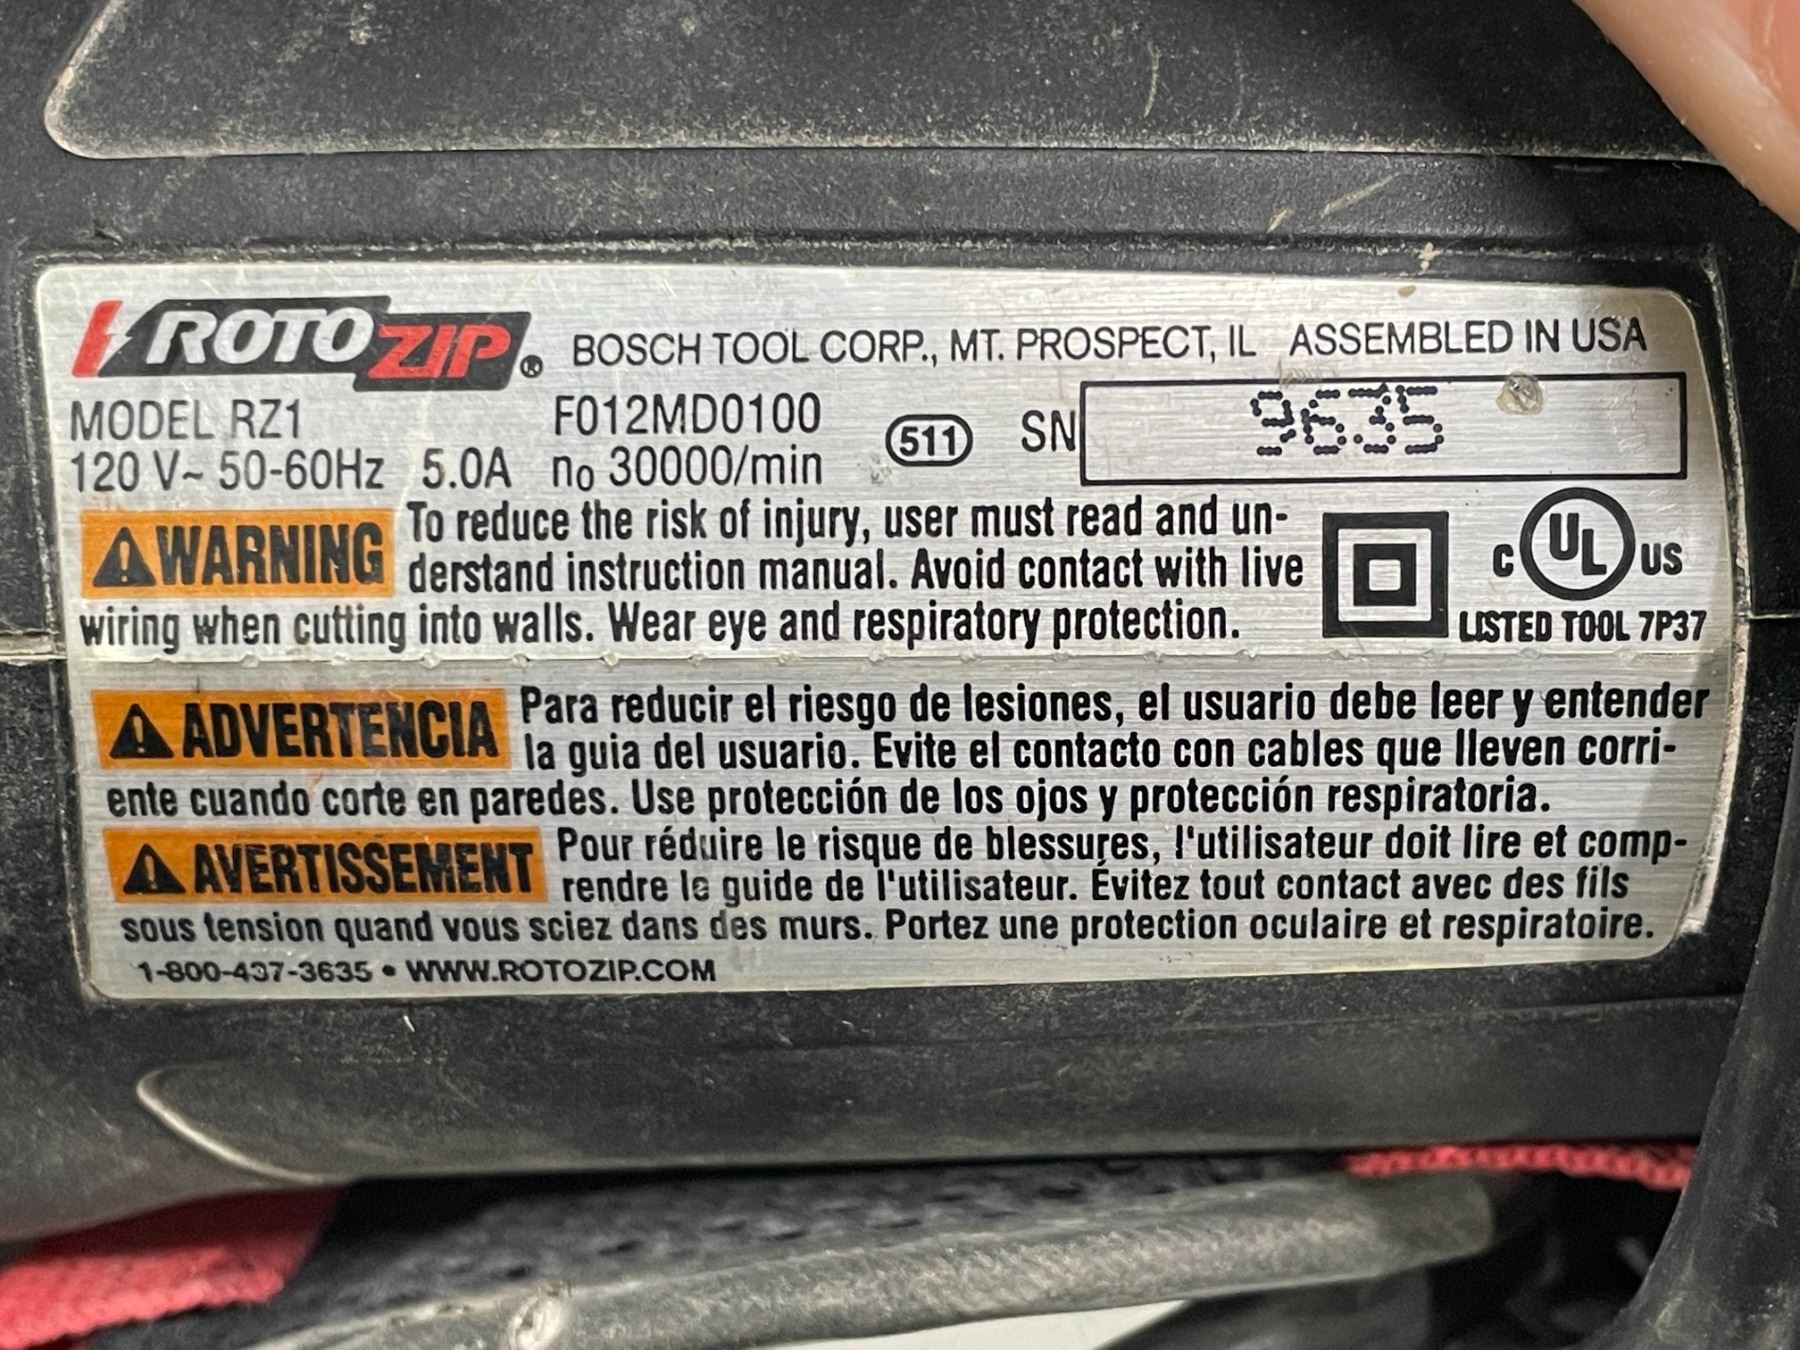 ROTOZIP® BOSCH TOOL CORP., MT. PROSPECT, IL ASSEMBLED IN USA
MODEL RZ1 F012MD0100 511 SN 9635
120 V~ 50-60Hz 5.0A no 30000/min
WARNING To reduce the risk of injury, user must read and un-
derstand instruction manual. Avoid contact with live
wiring when cutting into walls. Wear eye and respiratory protection.
C UL US
LISTED TOOL 7P37
ADVERTENCIA Para reducir el riesgo de lesiones, el usuario debe leer y entender
la guia del usuario. Evite el contacto con cables que lleven corri-
ente cuando corte en paredes. Use protección de los ojos y protección respiratoria.
AVERTISSEMENT Pour réduire le risque de blessures, l'utilisateur doit lire et comp-
rendre le guide de l'utilisateur. Évitez tout contact avec des fils
sous tension quand vous sciez dans des murs. Portez une protection oculaire et respiratoire.
1-800-437-3635 • WWW.ROTOZIP.COM